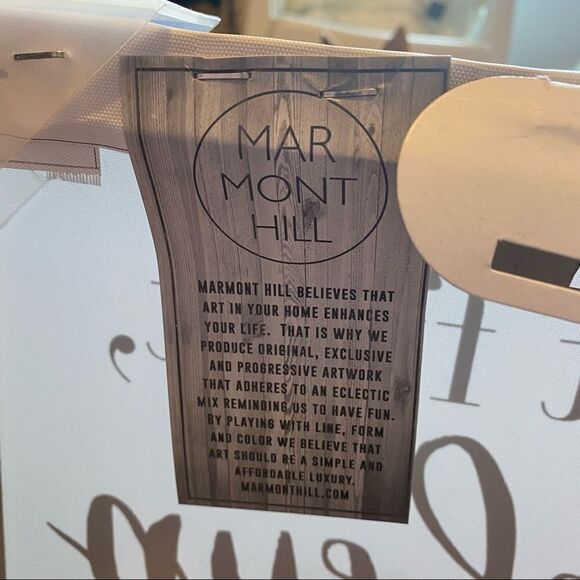 MAR
MONT
HILL
MARMONT HILL BELIEVES THAT
ART IN YOUR HOME ENHANCES
YOUR LIFE. THAT IS WHY WE
PRODUCE ORIGINAL, EXCLUSIVE
AND PROGRESSIVE ARTWORK
THAT ADHERES TO AN ECLECTIC
MIX REMINDING US TO HAVE FUN.
BY PLAYING WITH LINE, FORM
AND COLOR WE BELIEVE THAT
ART SHOULD BE A SIMPLE AND
AFFORDABLE LUXURY.
MARMONTHILL.COM